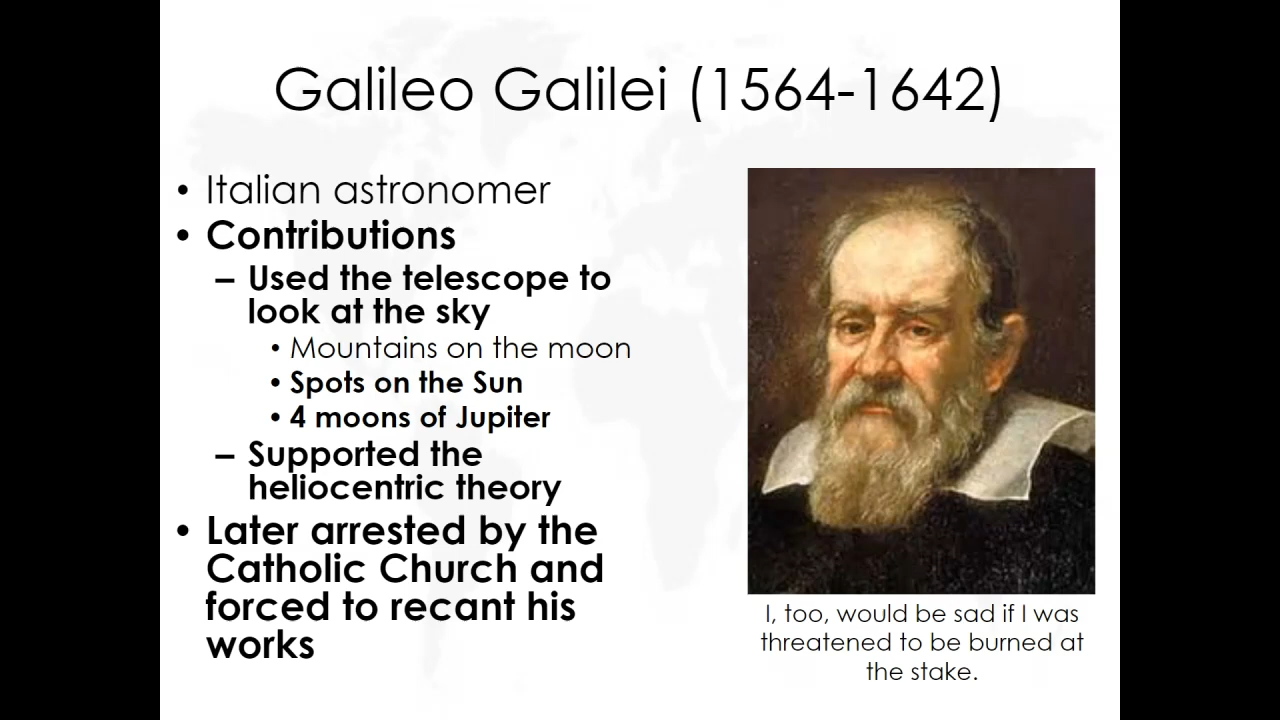 Galileo Galilei (1564-1642)
• Italian astronomer
• Contributions
– Used the telescope to
look at the sky
• Mountains on the moon
• Spots on the Sun
• 4 moons of Jupiter
– Supported the
heliocentric theory
• Later arrested by the
Catholic Church and
forced to recant his
works
I, too, would be sad if I was
threatened to be burned at
the stake.